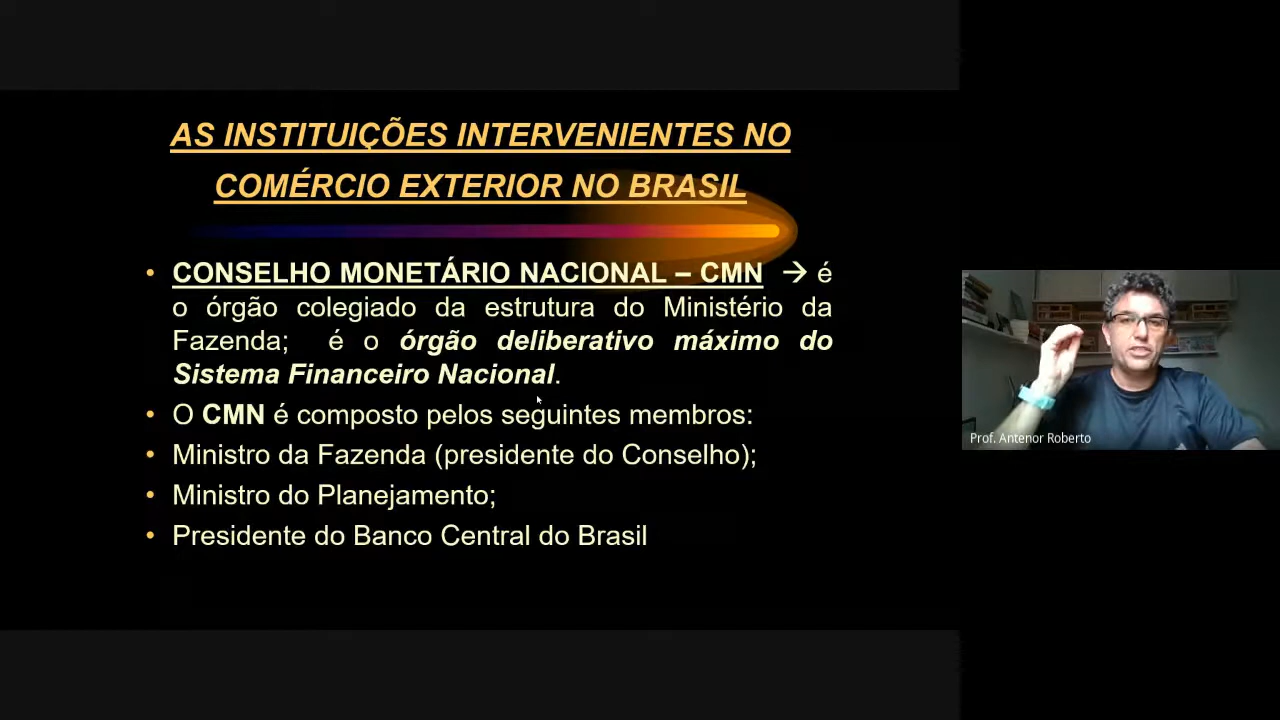 AS INSTITUIÇÕES INTERVENIENTES NO
COMÉRCIO EXTERIOR NO BRASIL
• CONSELHO MONETÁRIO NACIONAL – CMN → é
o órgão colegiado da estrutura do Ministério da
Fazenda; é o órgão deliberativo máximo do
Sistema Financeiro Nacional.
• O CMN é composto pelos seguintes membros:
• Ministro da Fazenda (presidente do Conselho);
• Ministro do Planejamento;
• Presidente do Banco Central do Brasil
Prof. Antenor Roberto